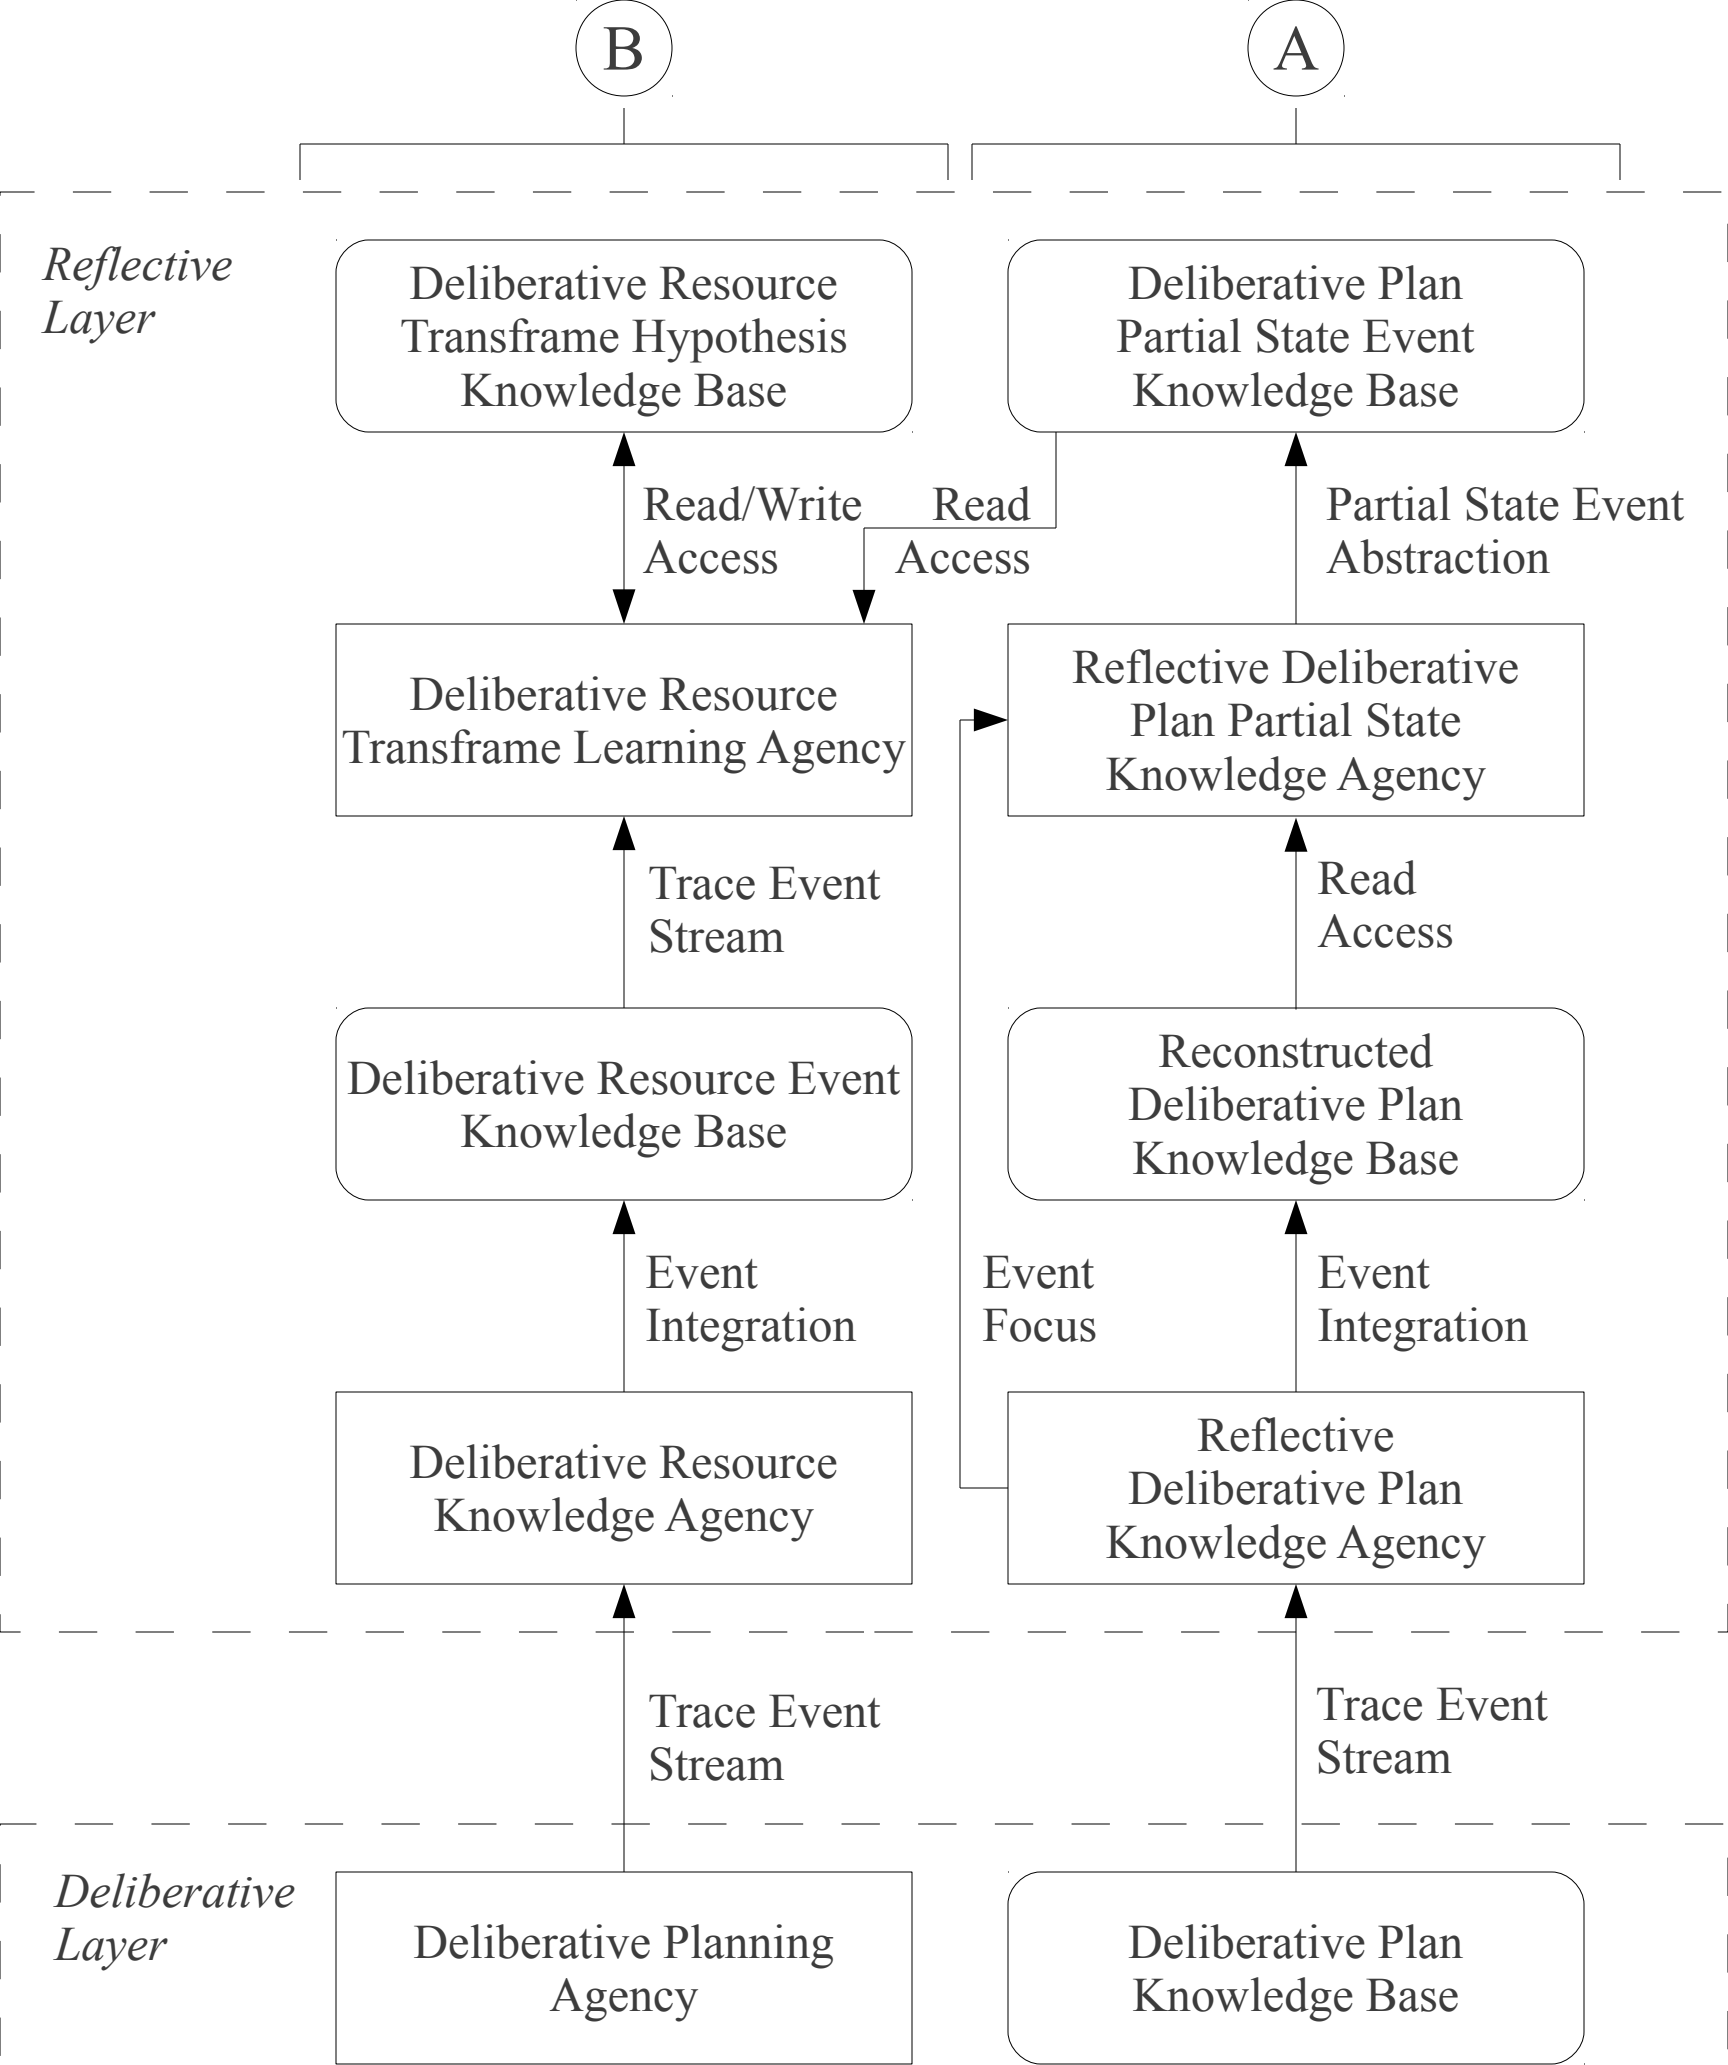 B
A
Reflective
Layer
Deliberative Resource
Transframe Hypothesis
Knowledge Base
Deliberative Plan
Partial State Event
Knowledge Base
Read/Write
Access
Read
Access
Partial State Event
Abstraction
Deliberative Resource
Transframe Learning Agency
Reflective Deliberative
Plan Partial State
Knowledge Agency
Trace Event
Stream
Read
Access
Deliberative Resource Event
Knowledge Base
Reconstructed
Deliberative Plan
Knowledge Base
Event
Integration
Event
Focus
Event
Integration
Deliberative Resource
Knowledge Agency
Reflective
Deliberative Plan
Knowledge Agency
Trace Event
Stream
Trace Event
Stream
Deliberative
Layer
Deliberative Planning
Agency
Deliberative Plan
Knowledge Base